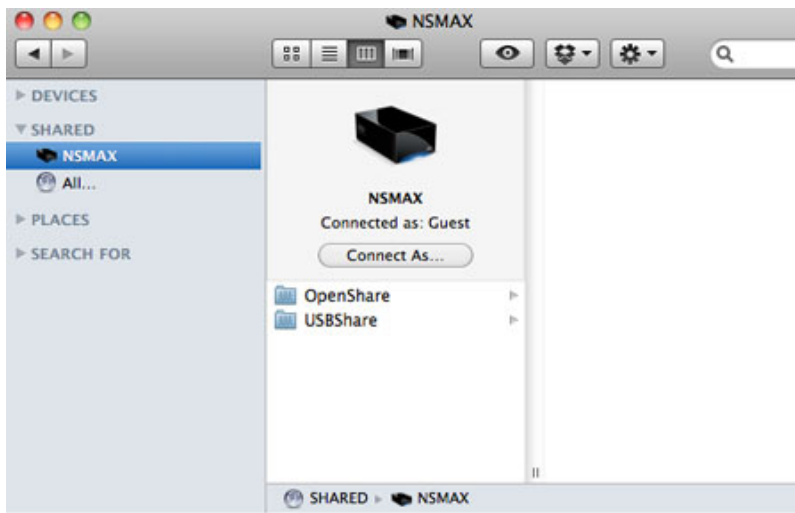 NSMAX
DEVICES
SHARED
NSMAX
All...
PLACES
SEARCH FOR
NSMAX
Connected as: Guest
Connect As...
OpenShare
USBShare
SHARED NSMAX